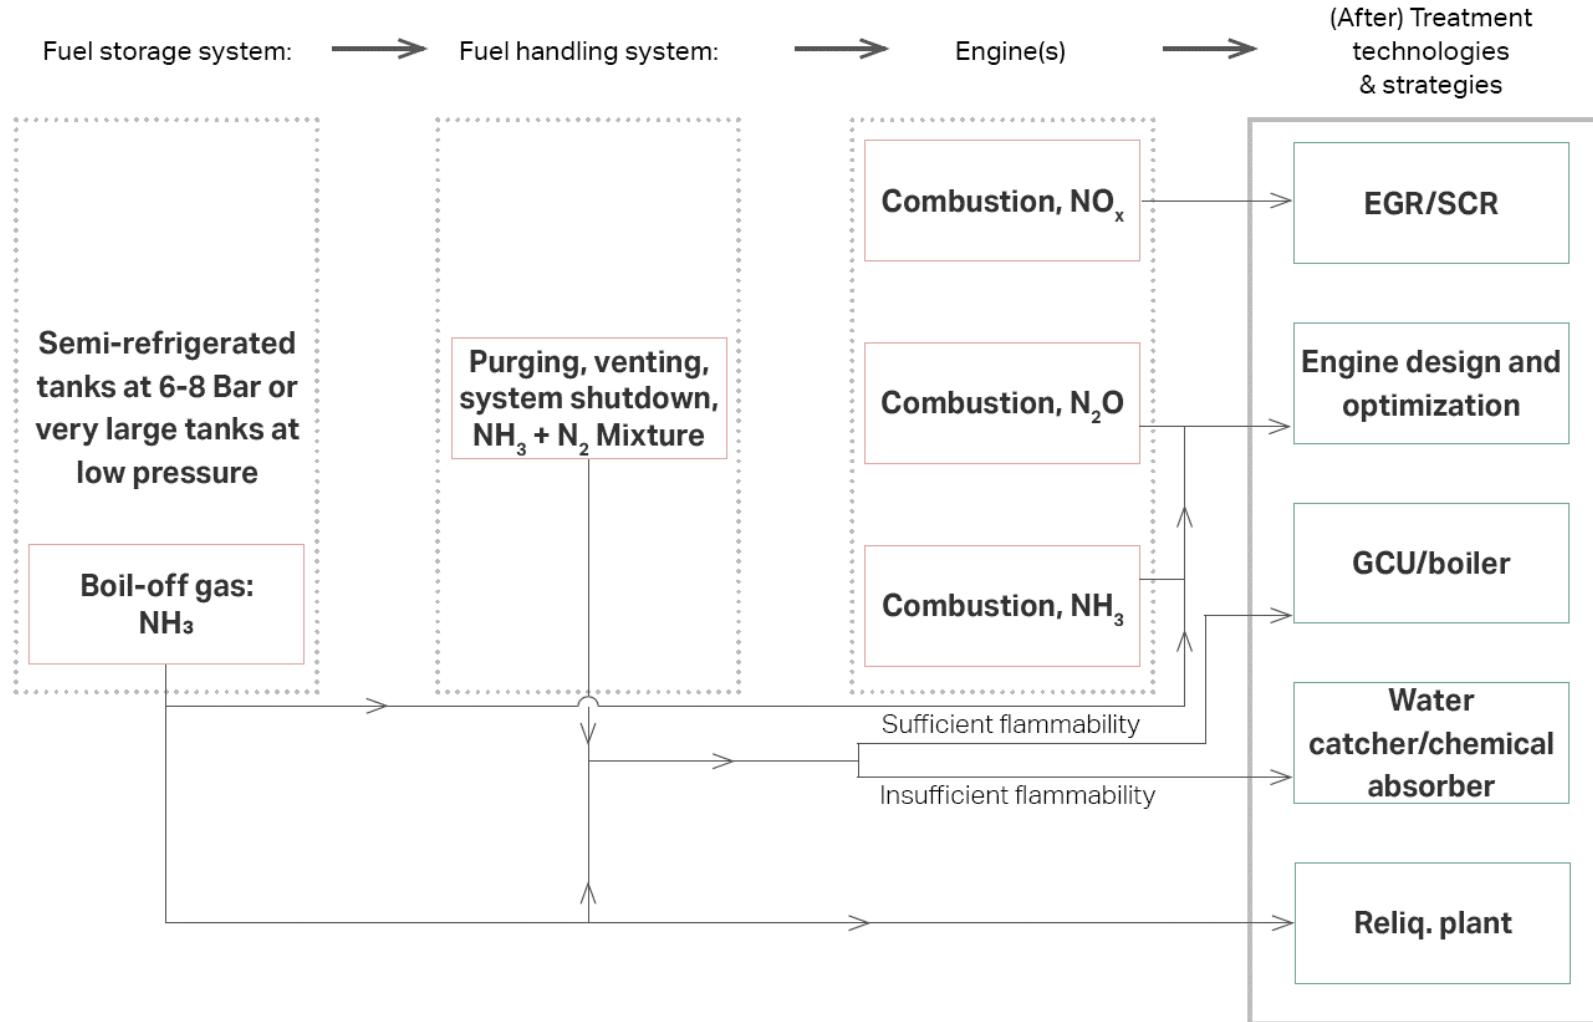 Fuel storage system:
Fuel handling system:
Engine(s)
(After) Treatment
technologies
& strategies
Semi-refrigerated
tanks at 6-8 Bar or
very large tanks at
low pressure
Boil-off gas:
NH₃
Purging, venting,
system shutdown,
NH₃ + N₂ Mixture
Combustion, NOₓ
Combustion, N₂O
Combustion, NH₃
EGR/SCR
Engine design and
optimization
GCU/boiler
Water
catcher/chemical
absorber
Reliq. plant
Sufficient flammability
Insufficient flammability